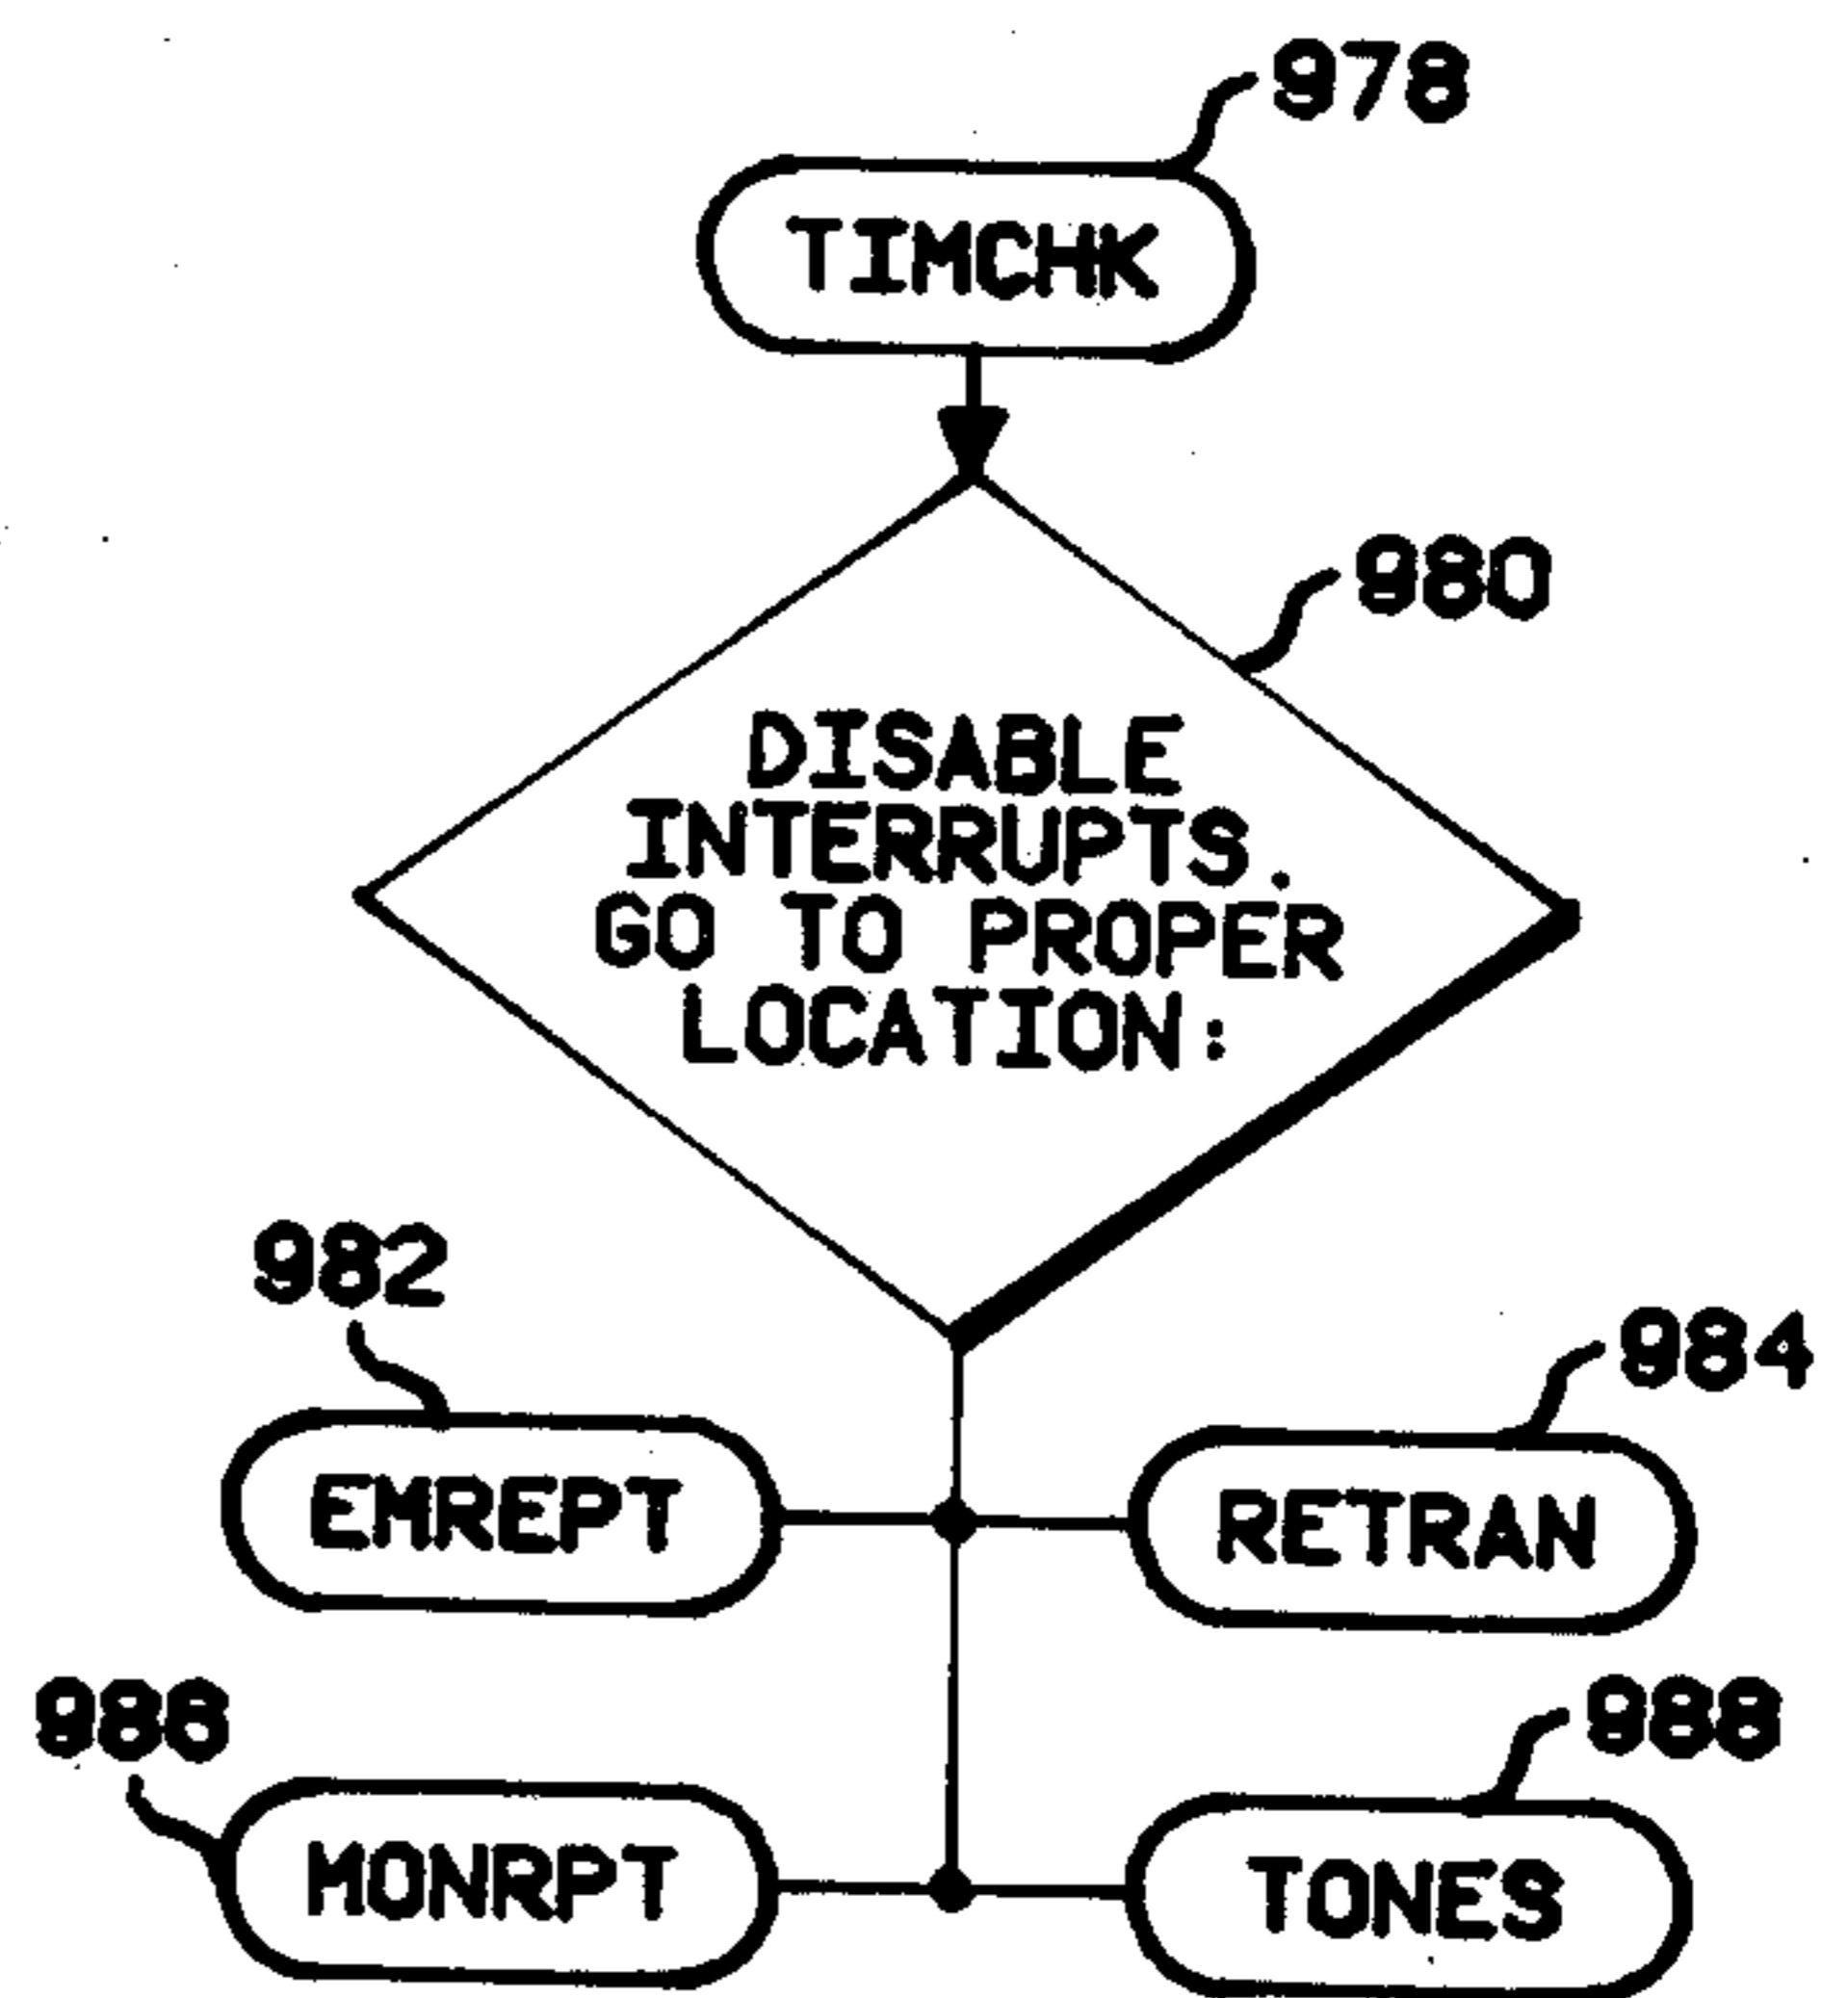 978
TIMCHK
980
DISABLE
INTERRUPTS.
GO TO PROPER
LOCATION:
982
984
EMREPT
RETRAN
986
988
MONRPT
TONES